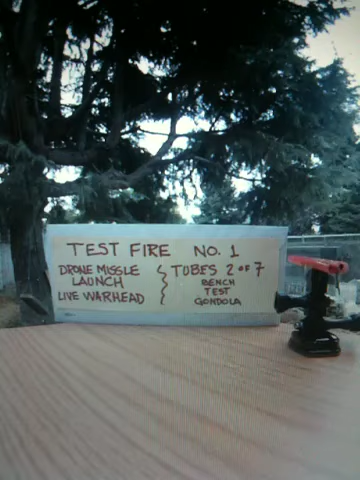 TEST FIRE NO. 1
DRONE MISSLE
LAUNCH
LIVE WARHEAD
TUBES 2 OF 7
BENCH
TEST
GONDOLA